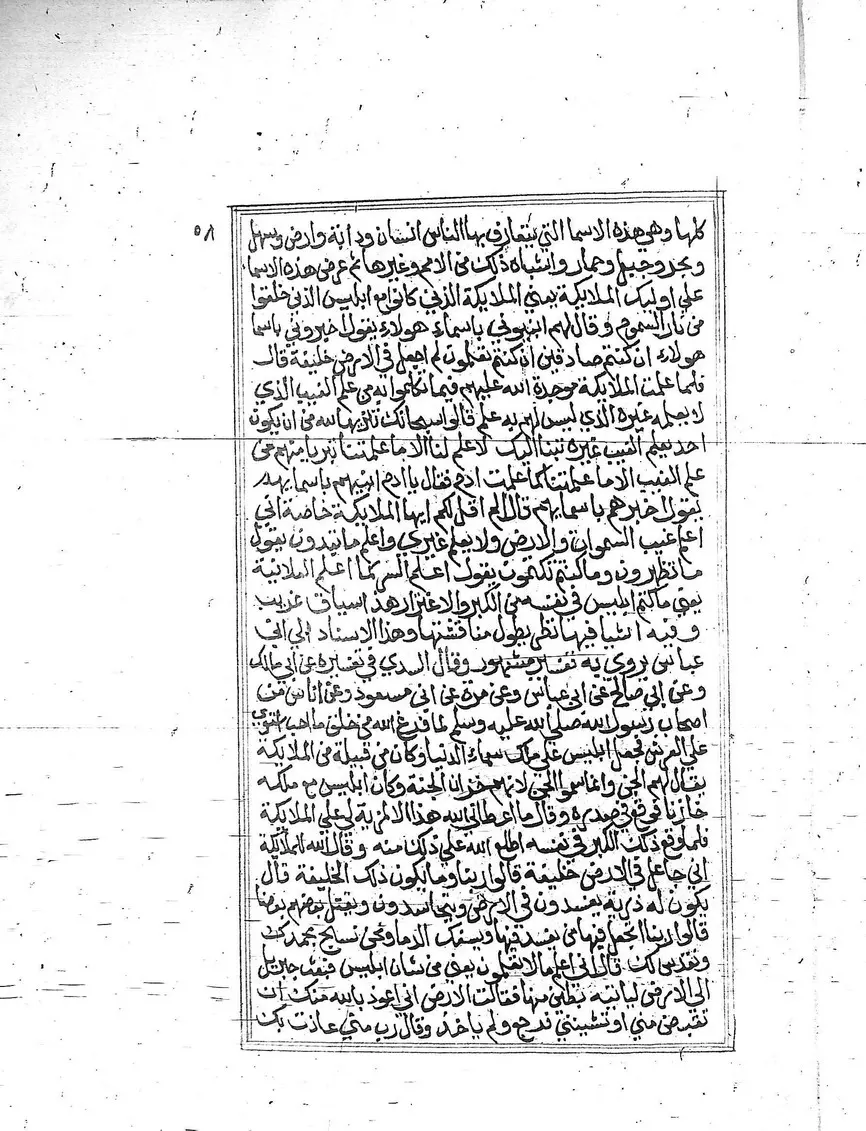 ٥٨
كلها وهي هذه الاسما التي يتعارف بها الناس انسان ودابة وارض وسهل
وبحر وجبل وحمار واشباه ذلك من الامم وغيرها ثم عرض هذه الاسما
علي اوليك الملايكة يعني الملايكة الذين كانوا مع ابليس الذين خلقوا
من نار السموم وقال لهم انبوني باسماء هولاء يقول اخبروني باسما
هولاء ان كنتم صادقين ان كنتم تعلمون لم اجعل في الارض خليفة قال
فلما علمت الملايكة موجدة الله عليهم فيما تكلموا به من علم الغيب الذي
لا يعلمه غيره الذي ليس لهم به علم قالوا سبحانك تنزيها لله من ان يكون
احد يعلم الغيب غيره تبنا اليك لا علم لنا الا ما علمتنا تبريا منهم من
علم الغيب الا ما علمتنا كما علمت ادم فقال يا ادم انبيهم باسمايهم
يقول اخبرهم باسمايهم قال الم اقل لكم ايها الملايكة خاصة اني
اعلم غيب السموات والارض ولا يعلم غيري واعلم ما تبدون يقول
ما تظهرون وما كنتم تكتمون يقول اعلم السر كما اعلم العلانية
يعني ما كتم ابليس في نفسه من الكبر والاغترار هذا سياق غريب
وفيه اشيا فيها نظر يطول مناقشتها وهذا الاسناد الي ابن
عباس يروي به تفسير مشهور وقال السدي في تفسيره عن ابي مالك
وعن ابي صالح عن ابن عباس وعن مرة عن ابن مسعود وعن اناس من
اصحاب رسول الله صلي الله عليه وسلم لما فرغ الله من خلق ما احب استوي
علي العرش فجعل ابليس علي ملك سماء الدنيا وكان من قبيلة من الملايكة
يقال لهم الجن وانما سموا الجن لانهم خزان الجنة وكان ابليس مع ملكه
خازنا فوقع في صدره وقال ما اعطاني الله هذا الا لمزية لي علي الملايكة
فلما وقع ذلك الكبر في نفسه اطلع الله علي ذلك منه وقال الله للملايكة
اني جاعل في الارض خليفة قالوا ربنا وما يكون ذلك الخليفة قال
يكون له ذرية يفسدون في الارض ويتحاسدون ويقتل بعضهم بعضا
قالوا ربنا اتجعل فيها من يفسد فيها ويسفك الدما ونحن نسبح بحمدك
ونقدس لك قال اني اعلم ما لا تعلمون يعني من شان ابليس فبعث جبريل
الي الارض لياتيه بطين منها فقالت الارض اني اعوذ بالله منك ان
تقبض مني او تشينني فرجع ولم ياخذ وقال رب مني عاذت بك